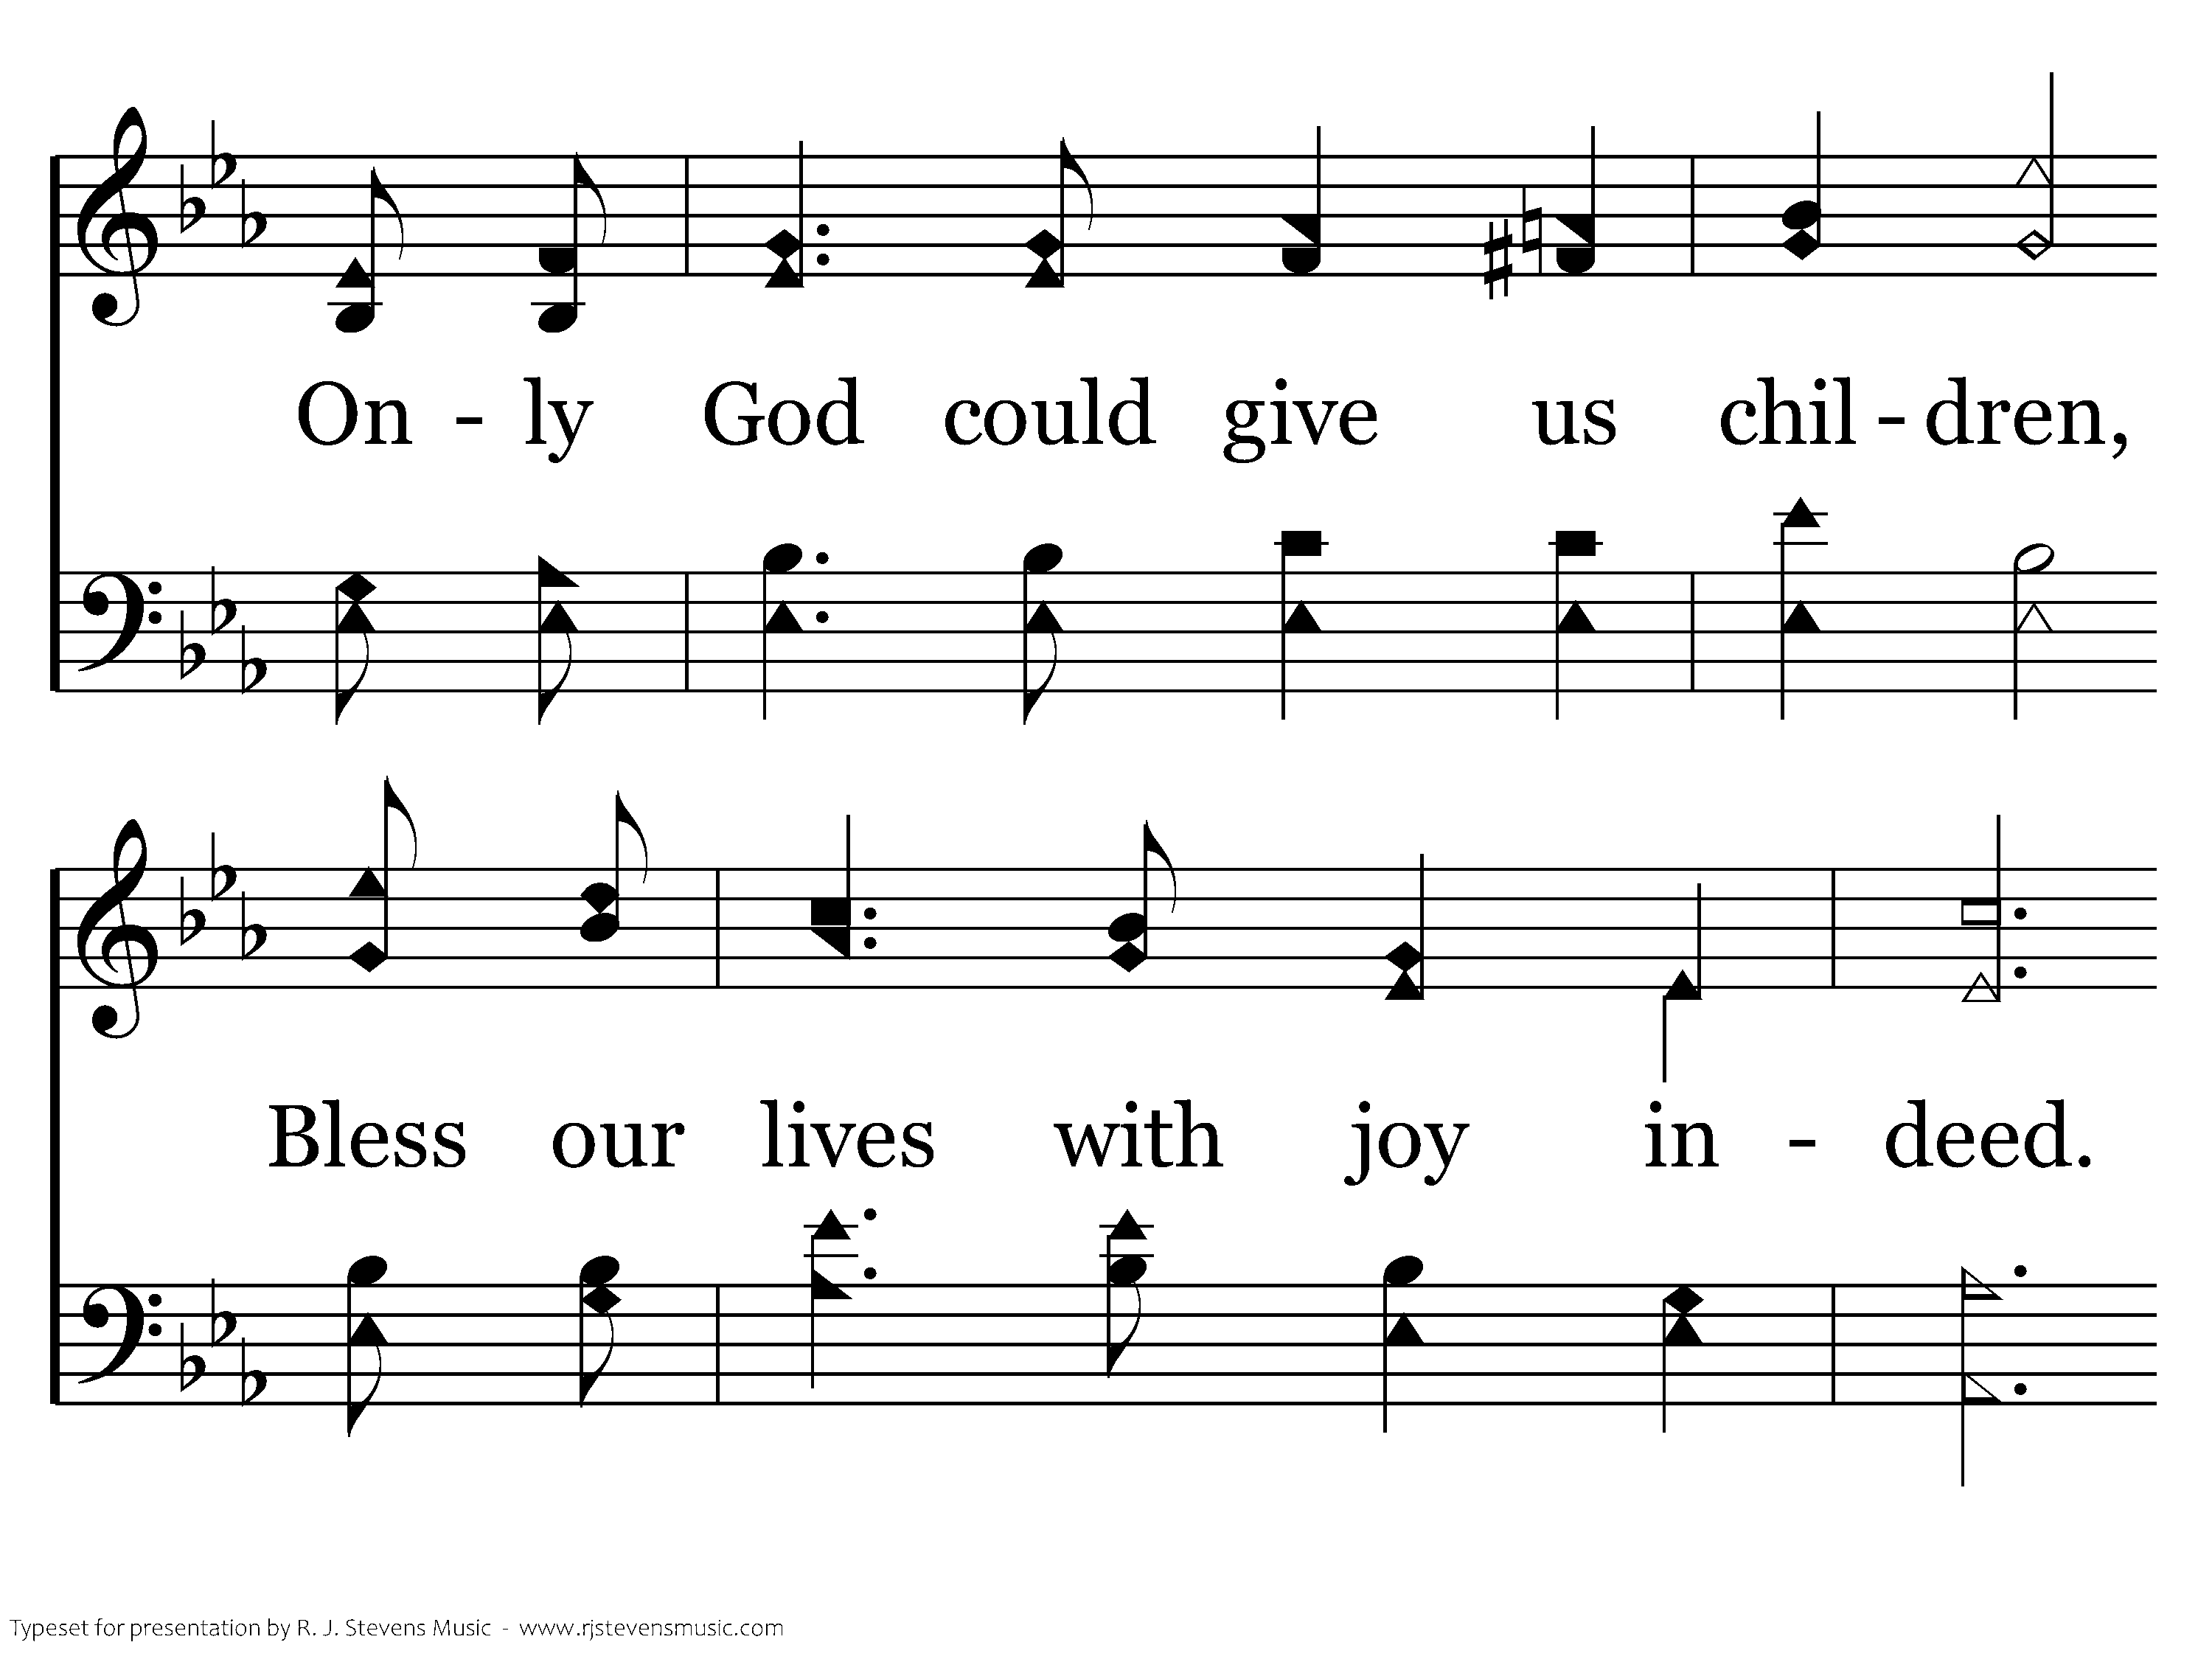 On - ly God could give us chil - dren,
Bless our lives with joy in - deed.
Typeset for presentation by R. J. Stevens Music - www.rjstevensmusic.com